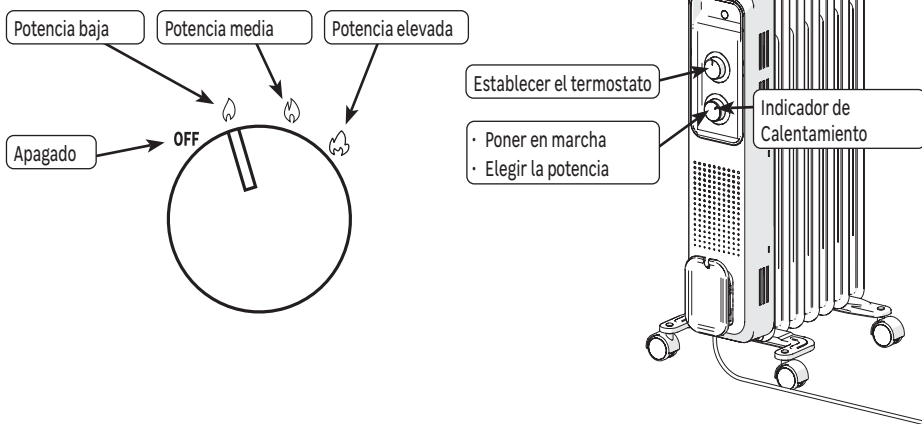 Potencia baja
Potencia media
Potencia elevada
OFF
Apagado
Establecer el termostato
· Poner en marcha
· Elegir la potencia
Indicador de
Calentamiento